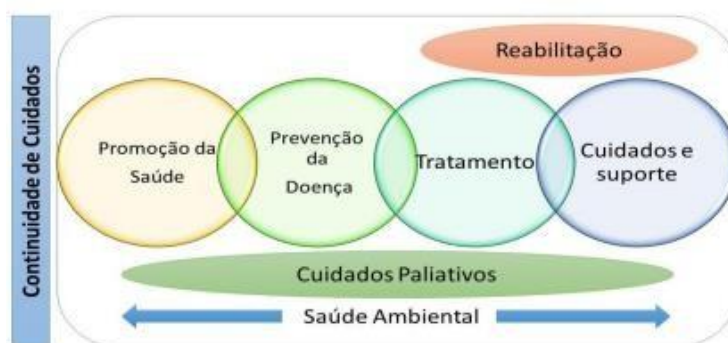 Continuidade de Cuidados
Reabilitação
Promoção da
Saúde
Prevenção
da
Doença
Tratamento
Cuidados e
suporte
Cuidados Paliativos
Saúde Ambiental